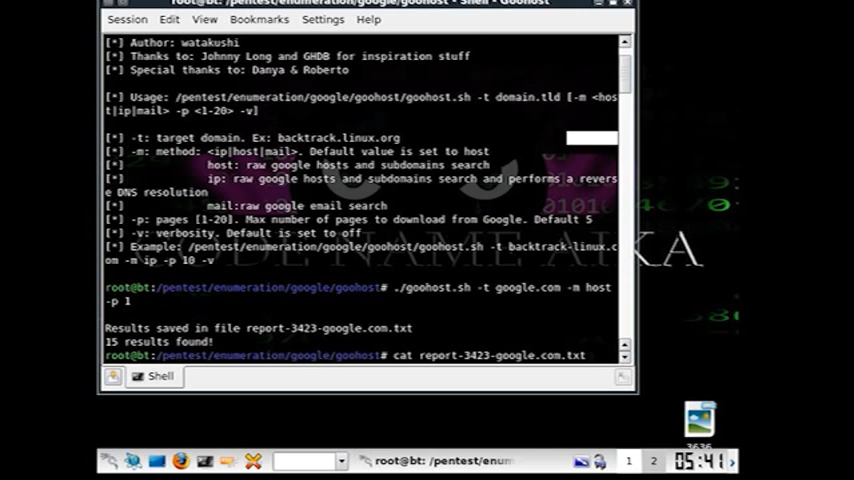 root@bt: /pentest/enumeration/google/goohost - Shell - Goohost
Session Edit View Bookmarks Settings Help
[*] Author: watakushi
[*] Thanks to: Johnny Long and GHDB for inspiration stuff
[*] Special thanks to: Danya & Roberto
[*] Usage: /pentest/enumeration/google/goohost/goohost.sh -t domain.tld [-m <hos
t|ip|mail> -p <1-20> -v]
[*] -t: target domain. Ex: backtrack.linux.org
[*] -m: method: <ip|host|mail>. Default value is set to host
[*] host: raw google hosts and subdomains search
[*] ip: raw google hosts and subdomains search and performs a revers
e DNS resolution
[*] mail:raw google email search
[*] -p: pages [1-20]. Max number of pages to download from Google. Default 5
[*] -v: verbosity. Default is set to off
[*] Example: /pentest/enumeration/google/goohost/goohost.sh -t backtrack-linux.c
om -m ip -p 10 -v
CODE NAME AIKA
root@bt:/pentest/enumeration/google/goohost# ./goohost.sh -t google.com -m host
-p 1
Results saved in file report-3423-google.com.txt
15 results found!
root@bt:/pentest/enumeration/google/goohost# cat report-3423-google.com.txt
Shell
3636
root@bt: /pentest/enum
1 2 05:41